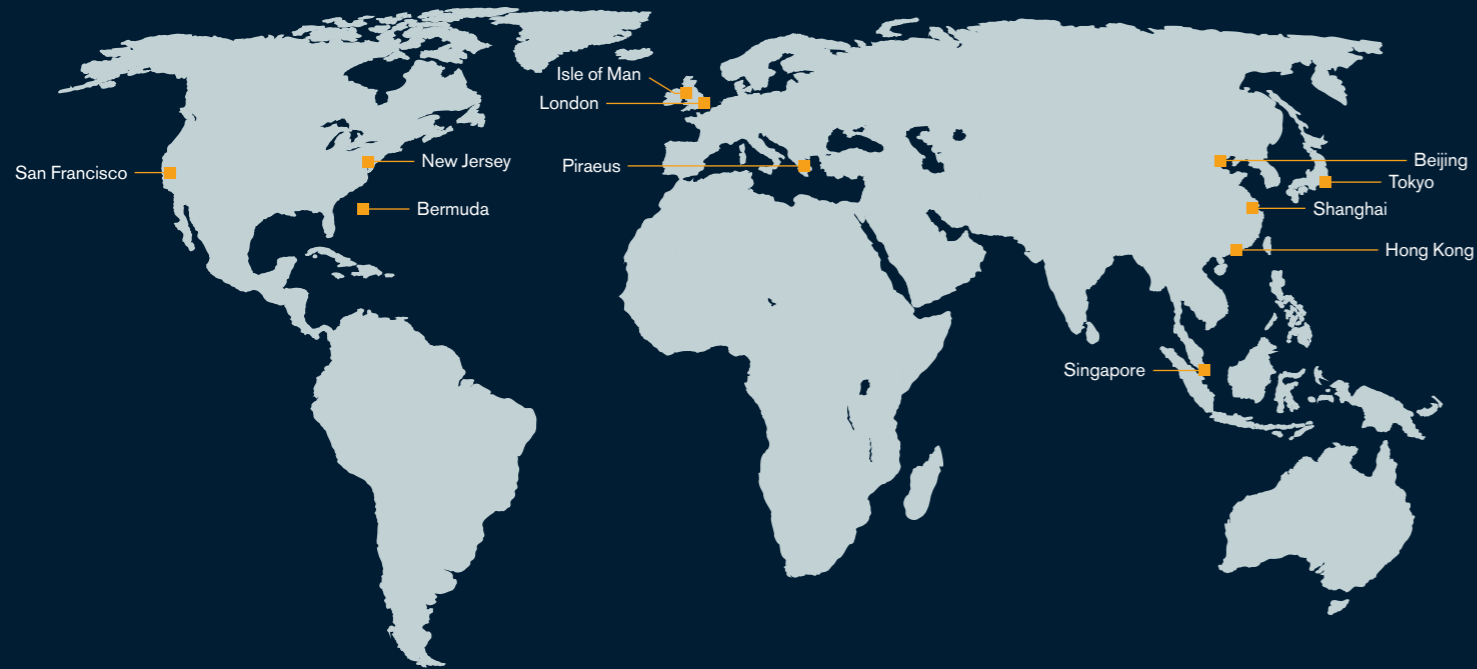 Isle of Man
London
San Francisco
New Jersey
Piraeus
Beijing
Tokyo
Bermuda
Shanghai
Hong Kong
Singapore